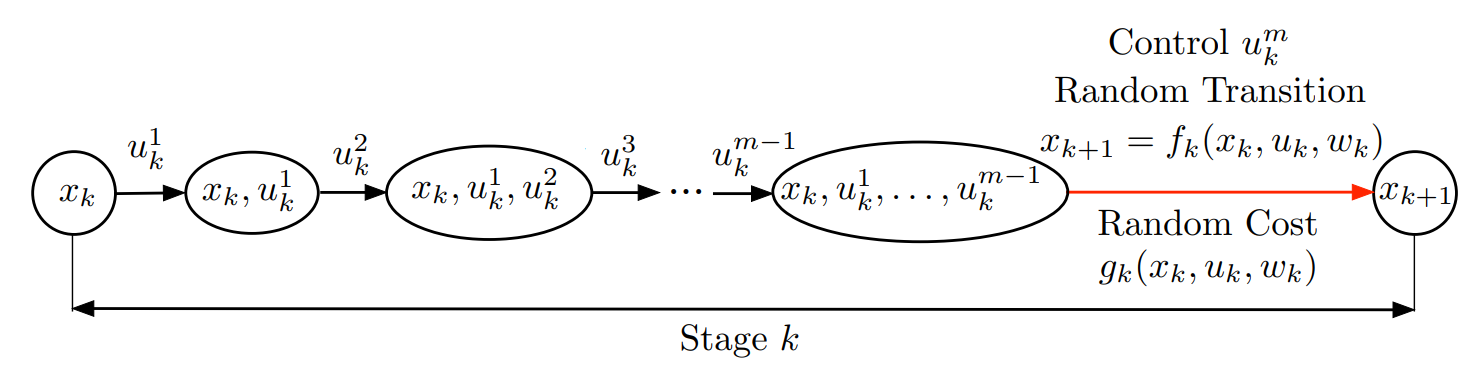 Control $u_k^m$
Random Transition
$x_{k+1} = f_k(x_k, u_k, w_k)$
$u_k^1$ $u_k^2$ $u_k^3$ $u_k^{m-1}$
$x_k$ $x_k, u_k^1$ $x_k, u_k^1, u_k^2$ ... $x_k, u_k^1, \ldots, u_k^{m-1}$ $x_{k+1}$
Random Cost
$g_k(x_k, u_k, w_k)$
Stage $k$